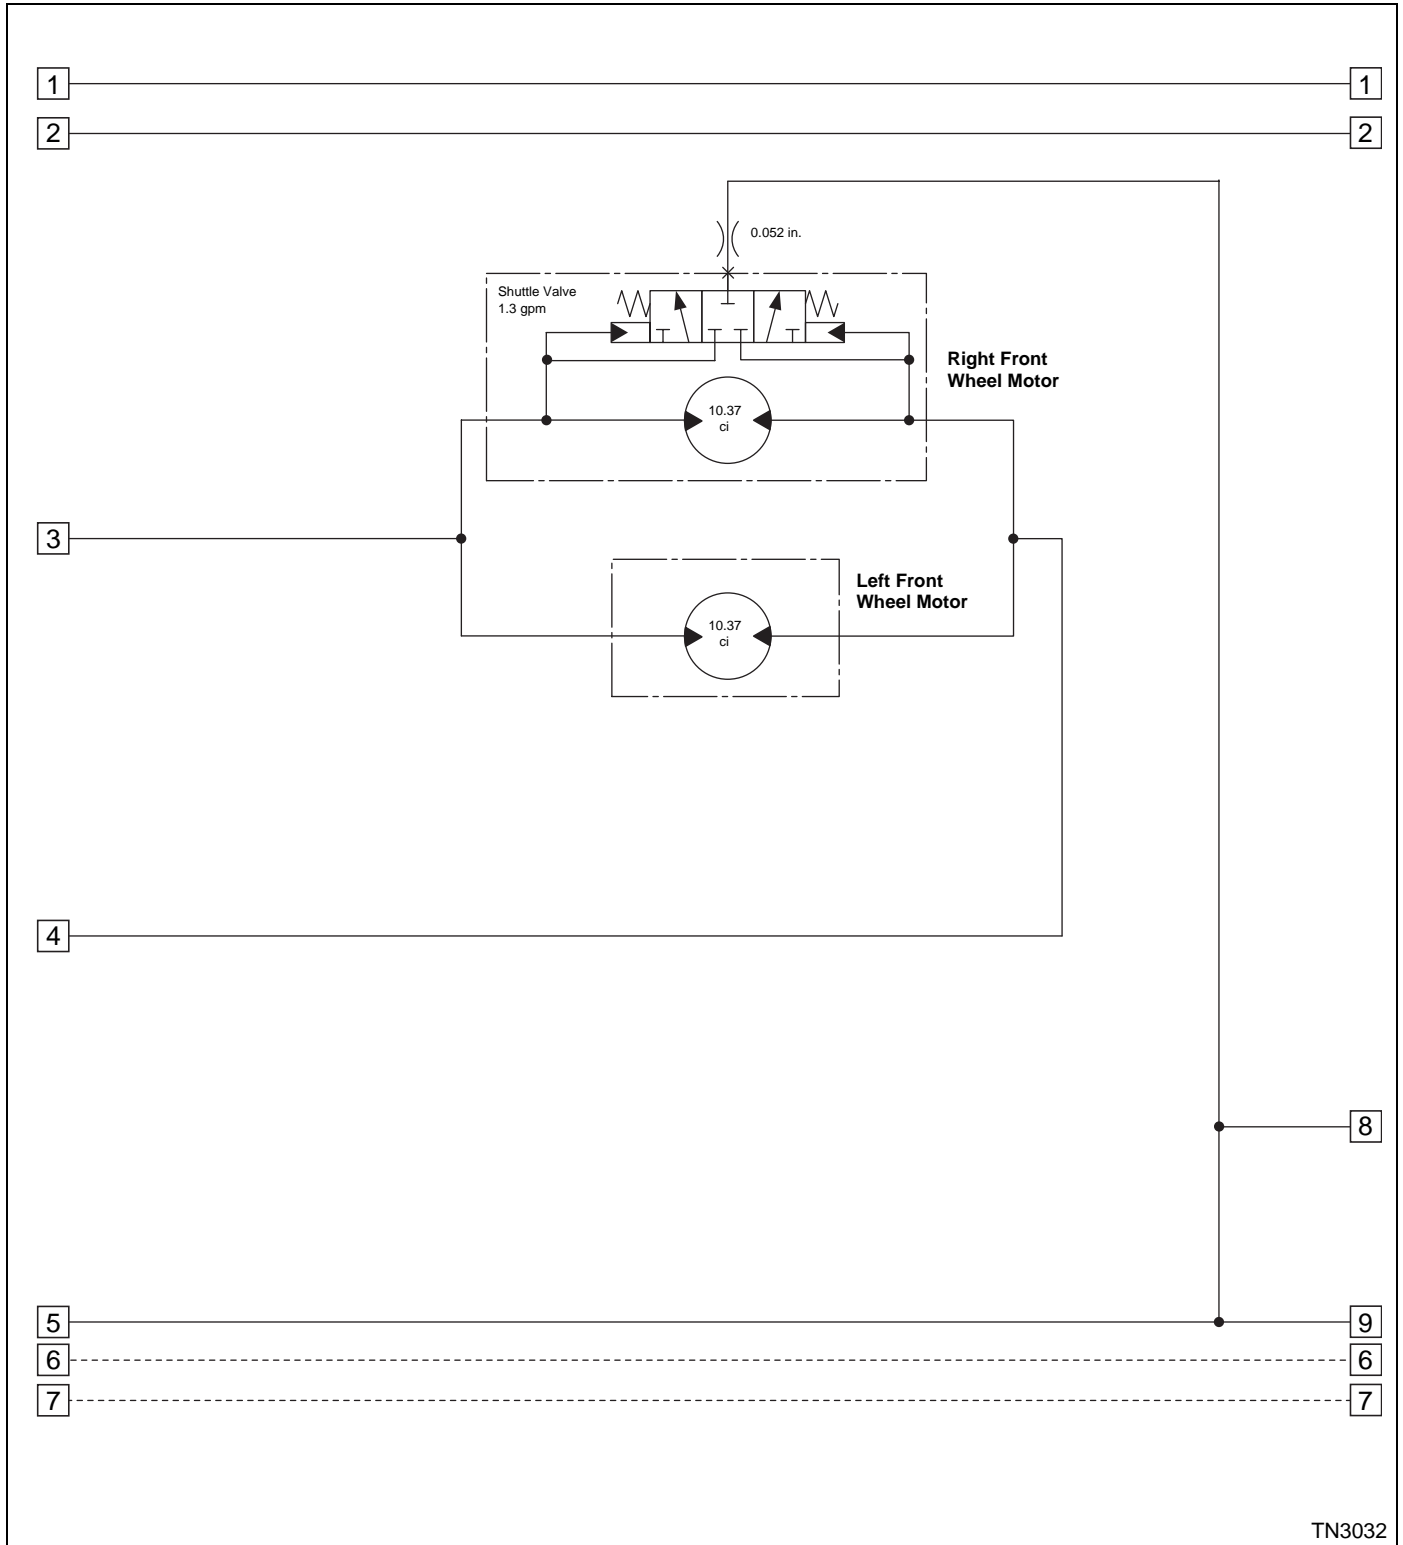 1
1
2
2
0.052 in.
Shuttle Valve
1.3 gpm
Right Front
Wheel Motor
10.37
ci
3
Left Front
Wheel Motor
10.37
ci
4
8
5
9
6
6
7
7
TN3032